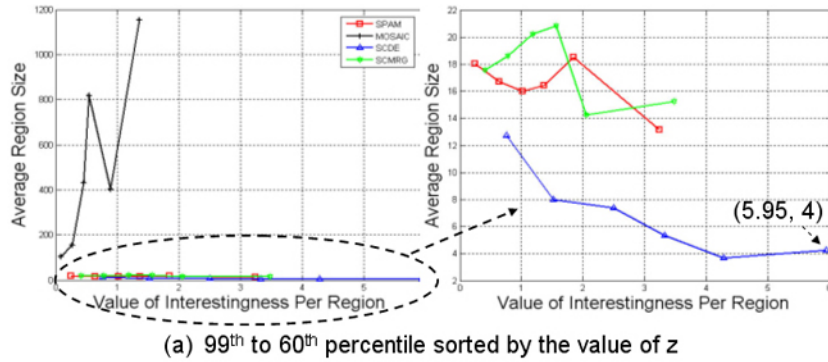 1200
1000
800
600
400
200
0
0 1 2 3 4 5
Average Region Size
Value of Interestingness Per Region
SPAM
MOSAIC
SCDE
SCMRG
22
20
18
16
14
12
10
8
6
4
2
0 1 2 3 4 5 6
Average Region Size
Value of Interestingness Per Region
(5.95, 4)
(a) 99th to 60th percentile sorted by the value of z